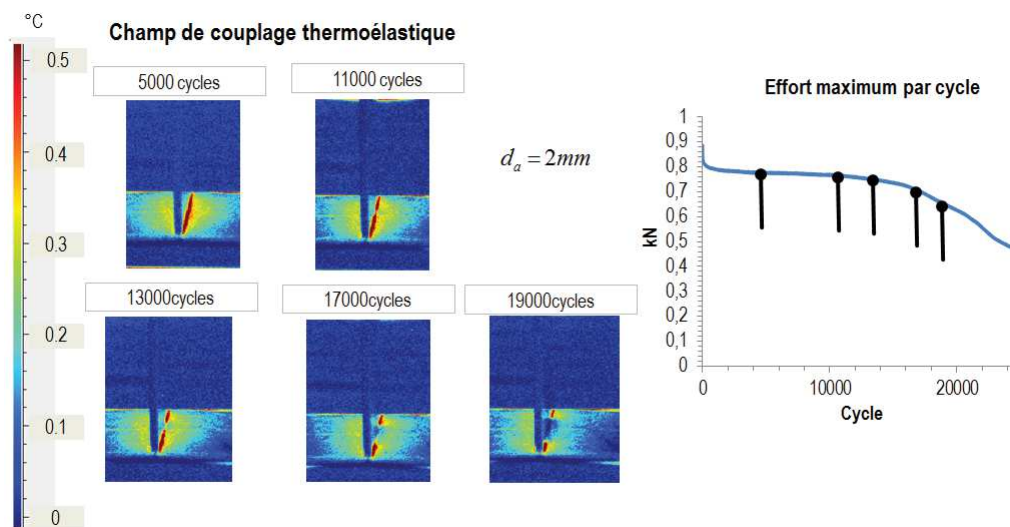 °C
Champ de couplage thermoélastique
0.5
0.4
0.3
0.2
0.1
0
5000 cycles
11000 cycles
d_a = 2mm
13000cycles
17000cycles
19000cycles
Effort maximum par cycle
1
0,9
0,8
0,7
0,6
0,5
0,4
0,3
0,2
0,1
0
kN
0 10000 20000
Cycle